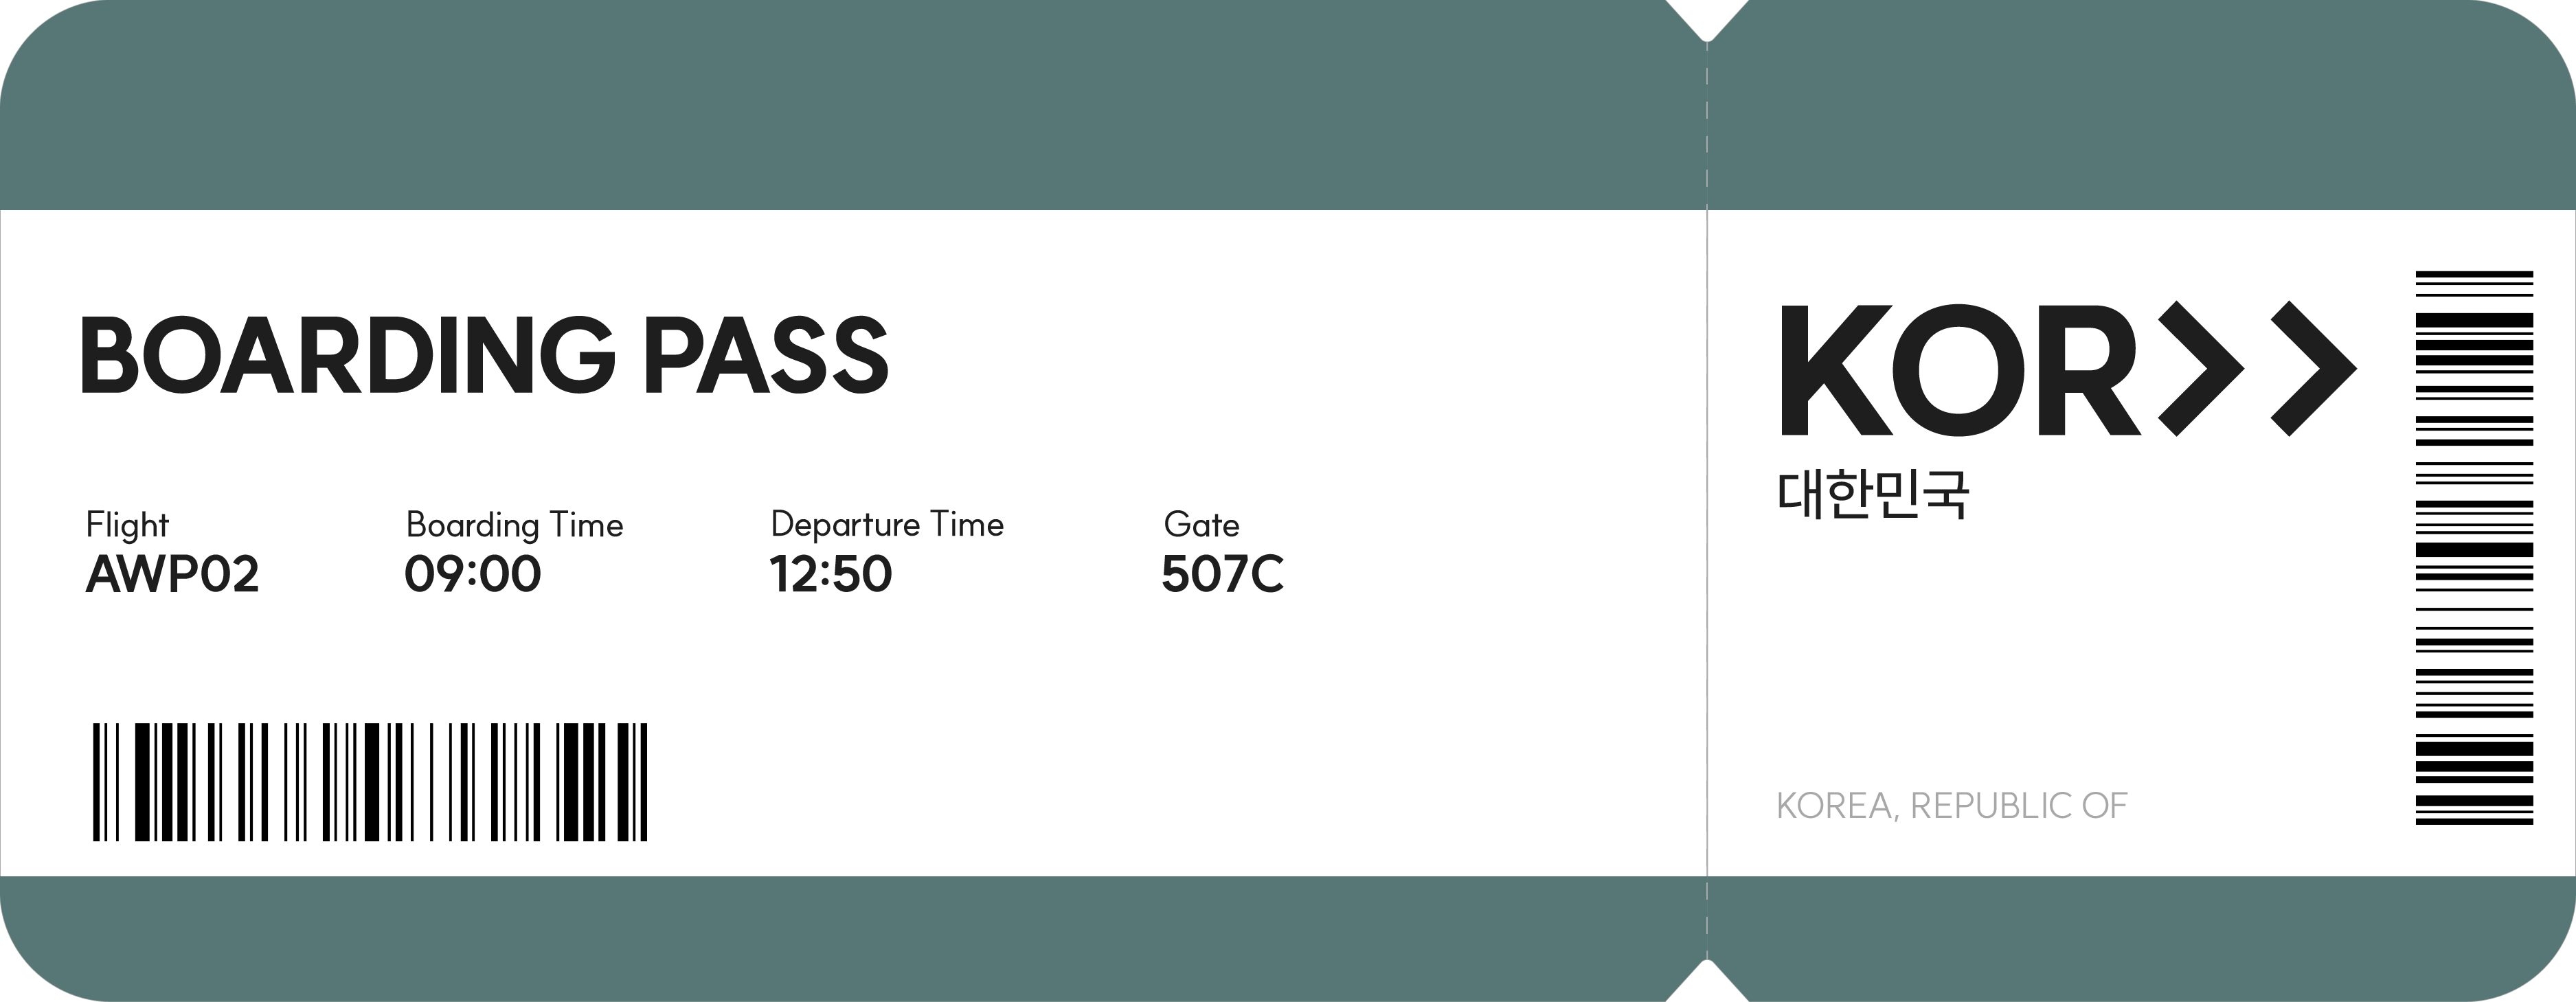 BOARDING PASS
Flight
AWP02
Boarding Time
09:00
Departure Time
12:50
Gate
507C
KOR>>
대한민국
KOREA, REPUBLIC OF